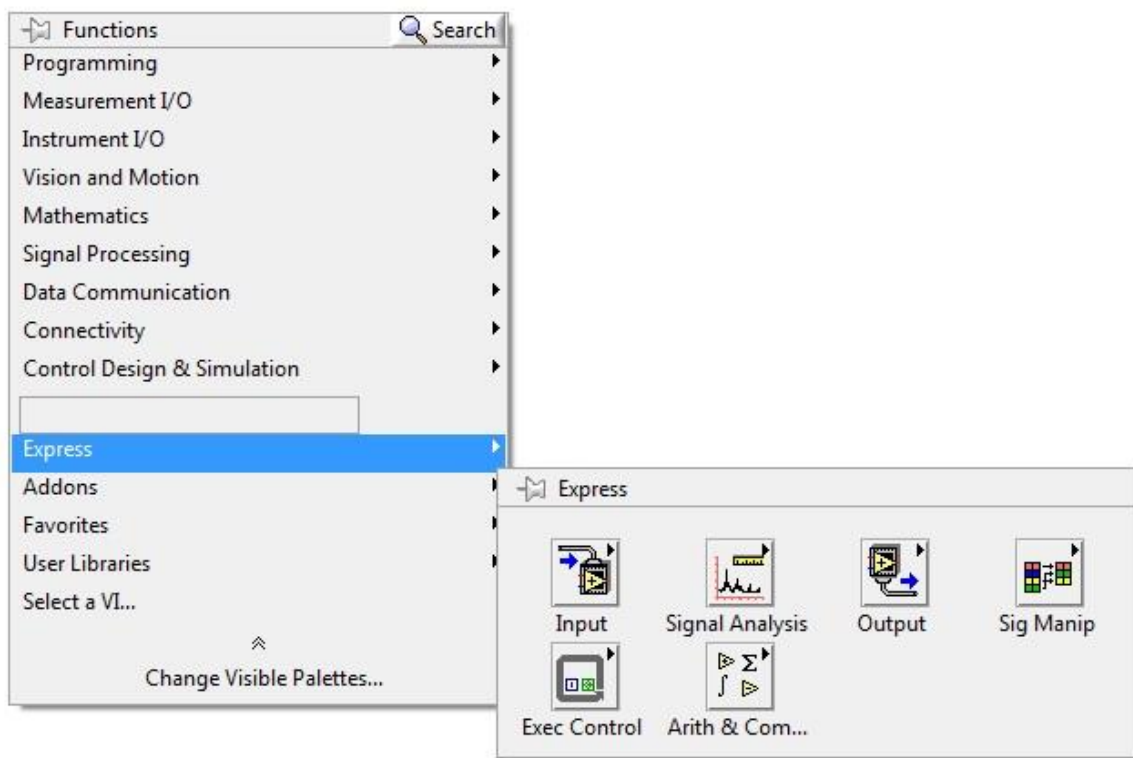 Functions Search
Programming
Measurement I/O
Instrument I/O
Vision and Motion
Mathematics
Signal Processing
Data Communication
Connectivity
Control Design & Simulation
Express
Addons
Favorites
User Libraries
Select a VI...
Change Visible Palettes...
Express
Input Signal Analysis Output Sig Manip
Exec Control Arith & Com...